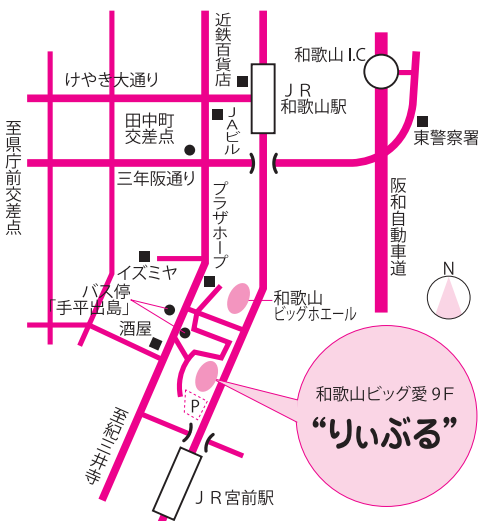 近鉄百貨店
和歌山 I.C
けやき大通り
ＪＲ
和歌山駅
田中町
交差点
ＪＡビル
東警察署
至県庁前交差点
三年阪通り
プラザホープ
阪和自動車道
イズミヤ
バス停
「手平出島」
酒屋
和歌山
ビッグホエール
N
和歌山ビッグ愛 9F
“りぃぶる”
P
至紀三井寺
ＪＲ宮前駅